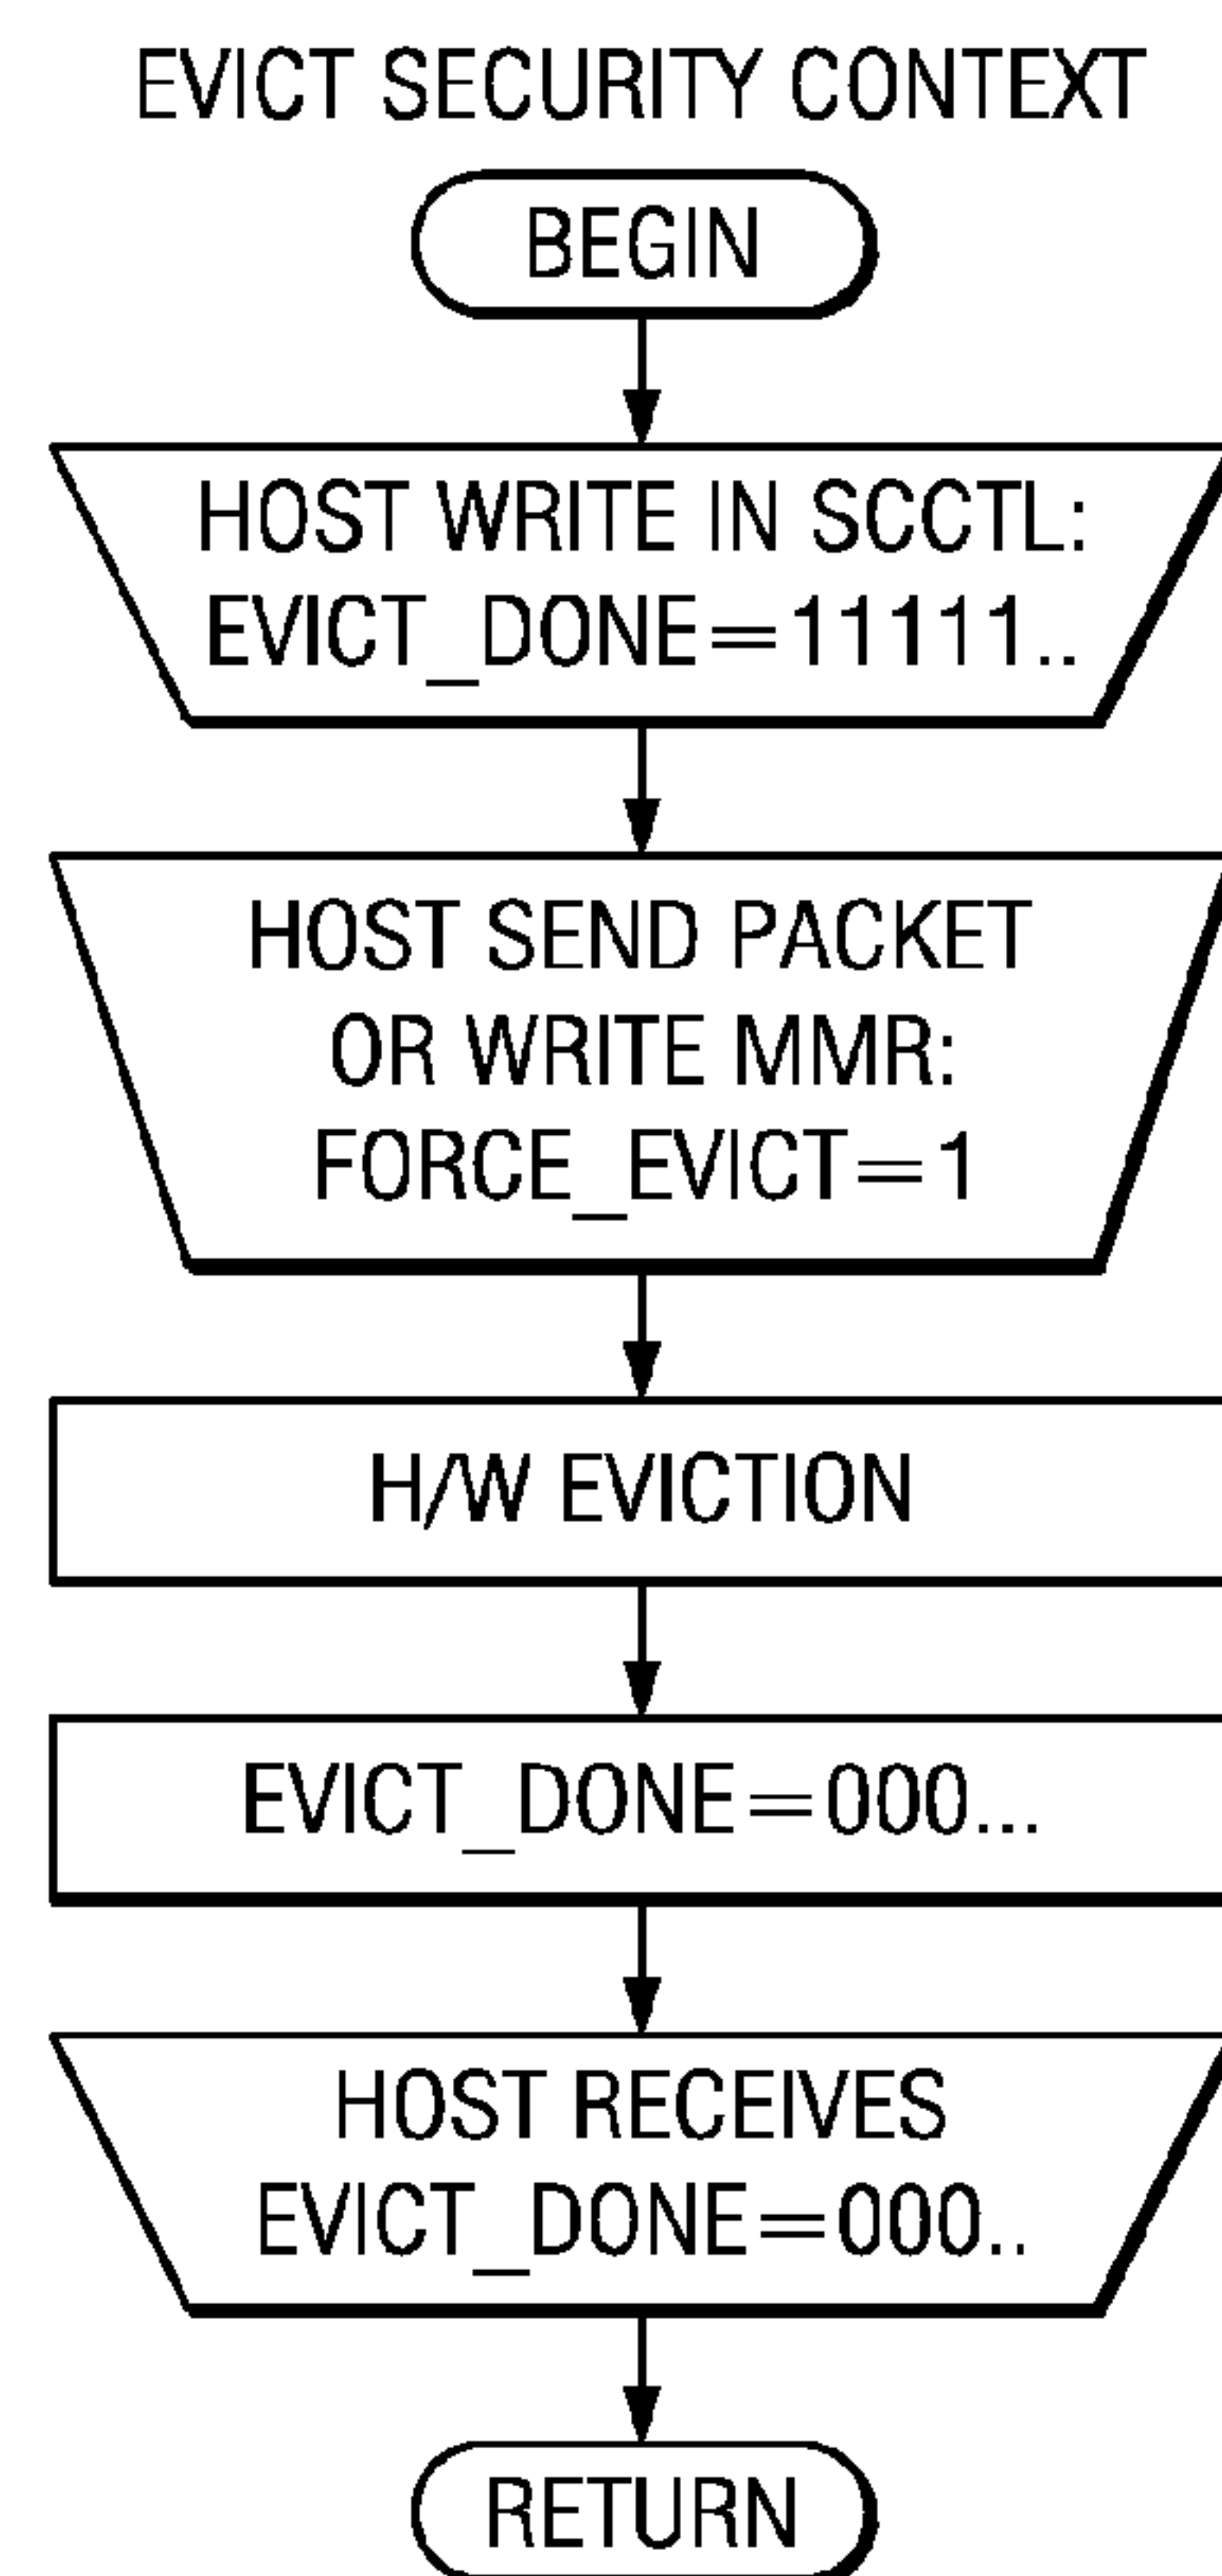 EVICT SECURITY CONTEXT
BEGIN
HOST WRITE IN SCCTL:
EVICT_DONE=11111..
HOST SEND PACKET
OR WRITE MMR:
FORCE_EVICT=1
H/W EVICTION
EVICT_DONE=000...
HOST RECEIVES
EVICT_DONE=000..
RETURN